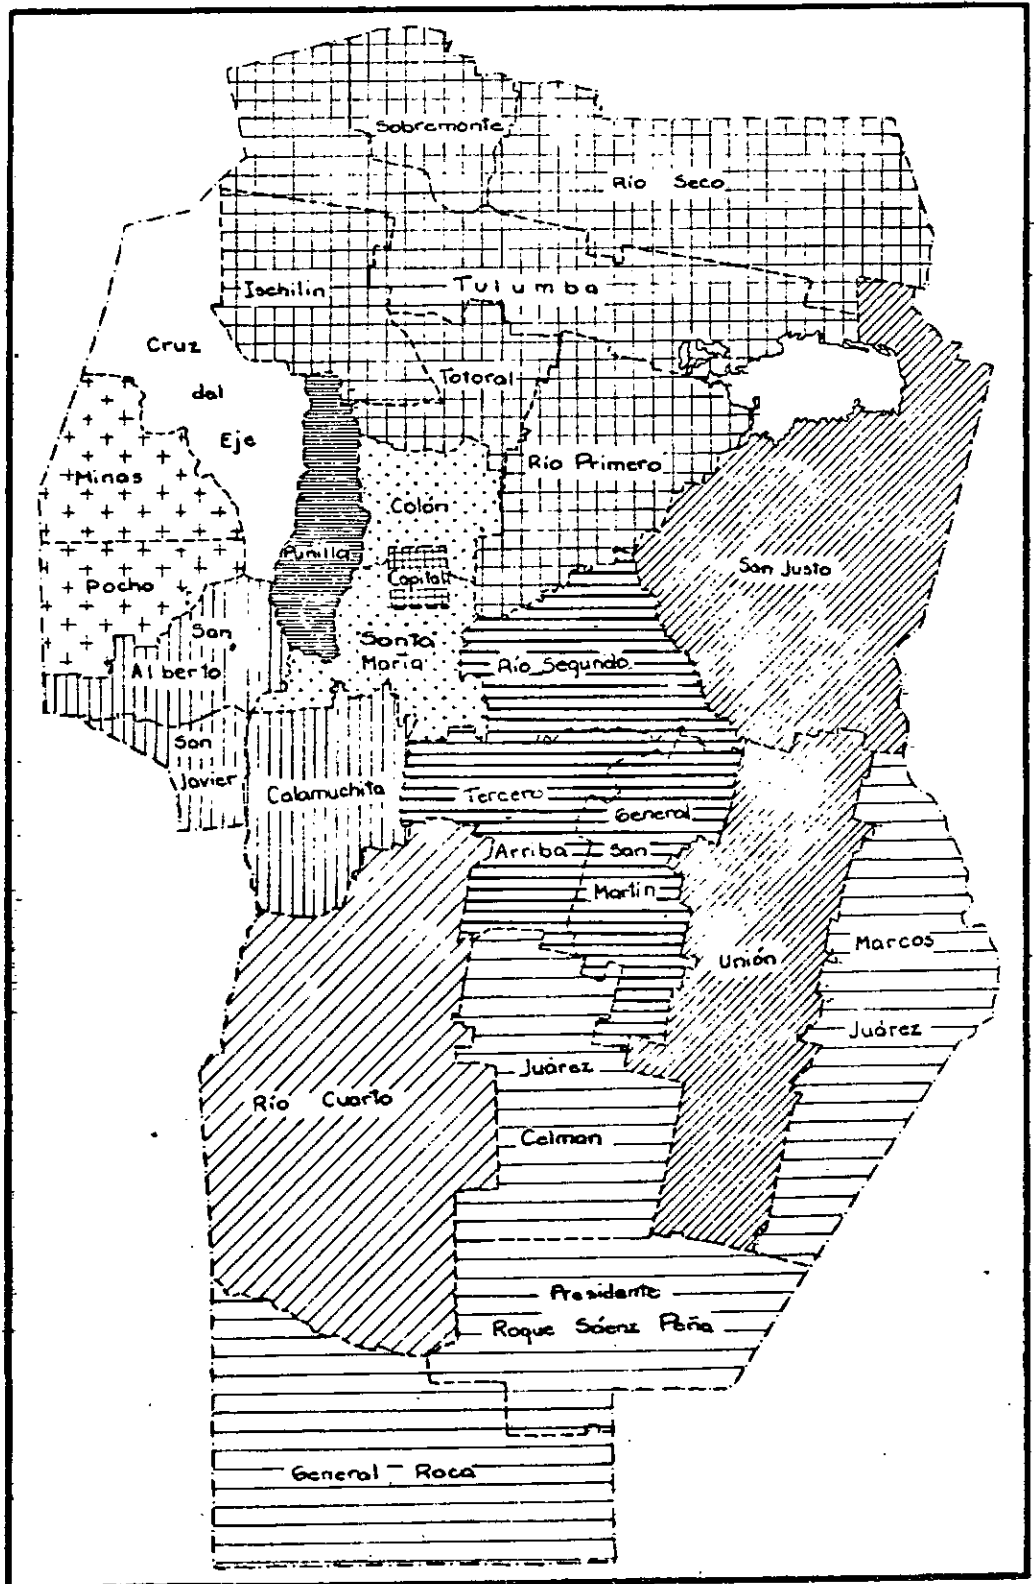 Sobremonte
Río Seco
Ischilin
Tulumba
Cruz
del
Eje
Totoral
Minas
Río Primero
Colón
Punilla
Capital
San Justo
Pocho
San
Alberto
Santa
María
Río Segundo
San
Javier
Calamuchita
Tercero
Arriba
General
San
Martín
Unión
Marcos
Juárez
Juárez
Celman
Río Cuarto
Presidente
Roque Sáenz Peña
General Roca